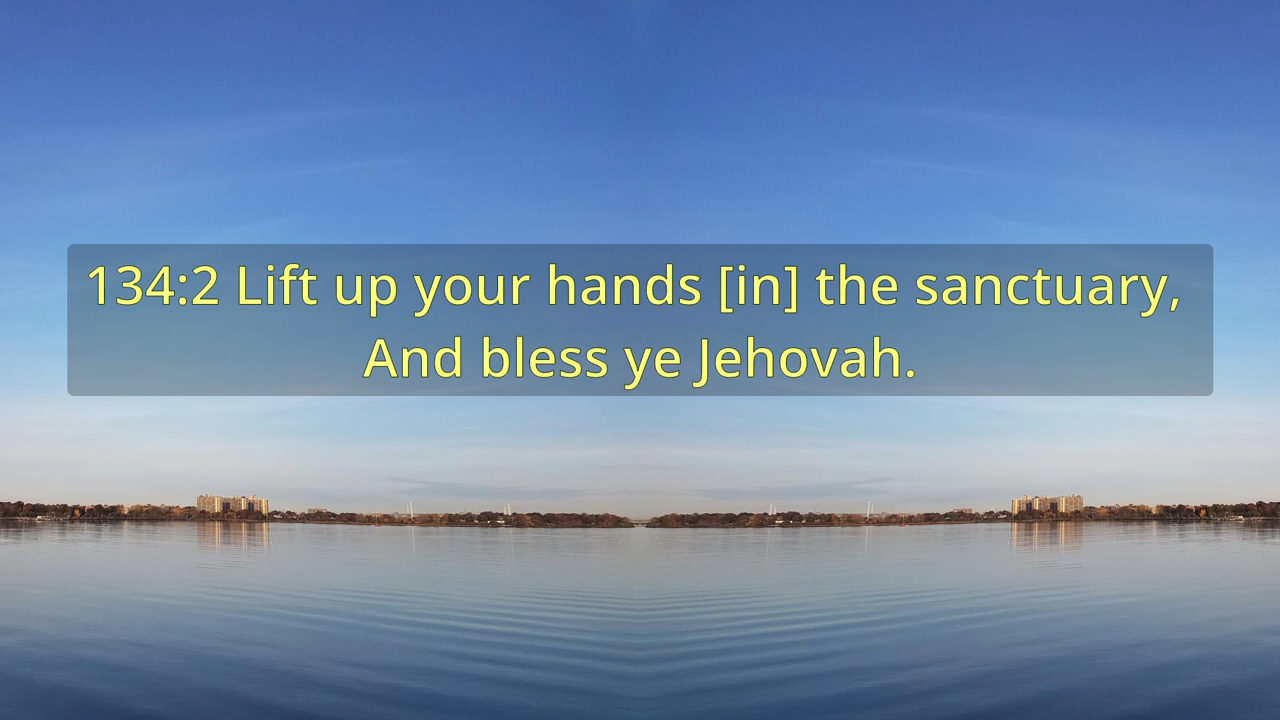 134:2 Lift up your hands [in] the sanctuary,
And bless ye Jehovah.